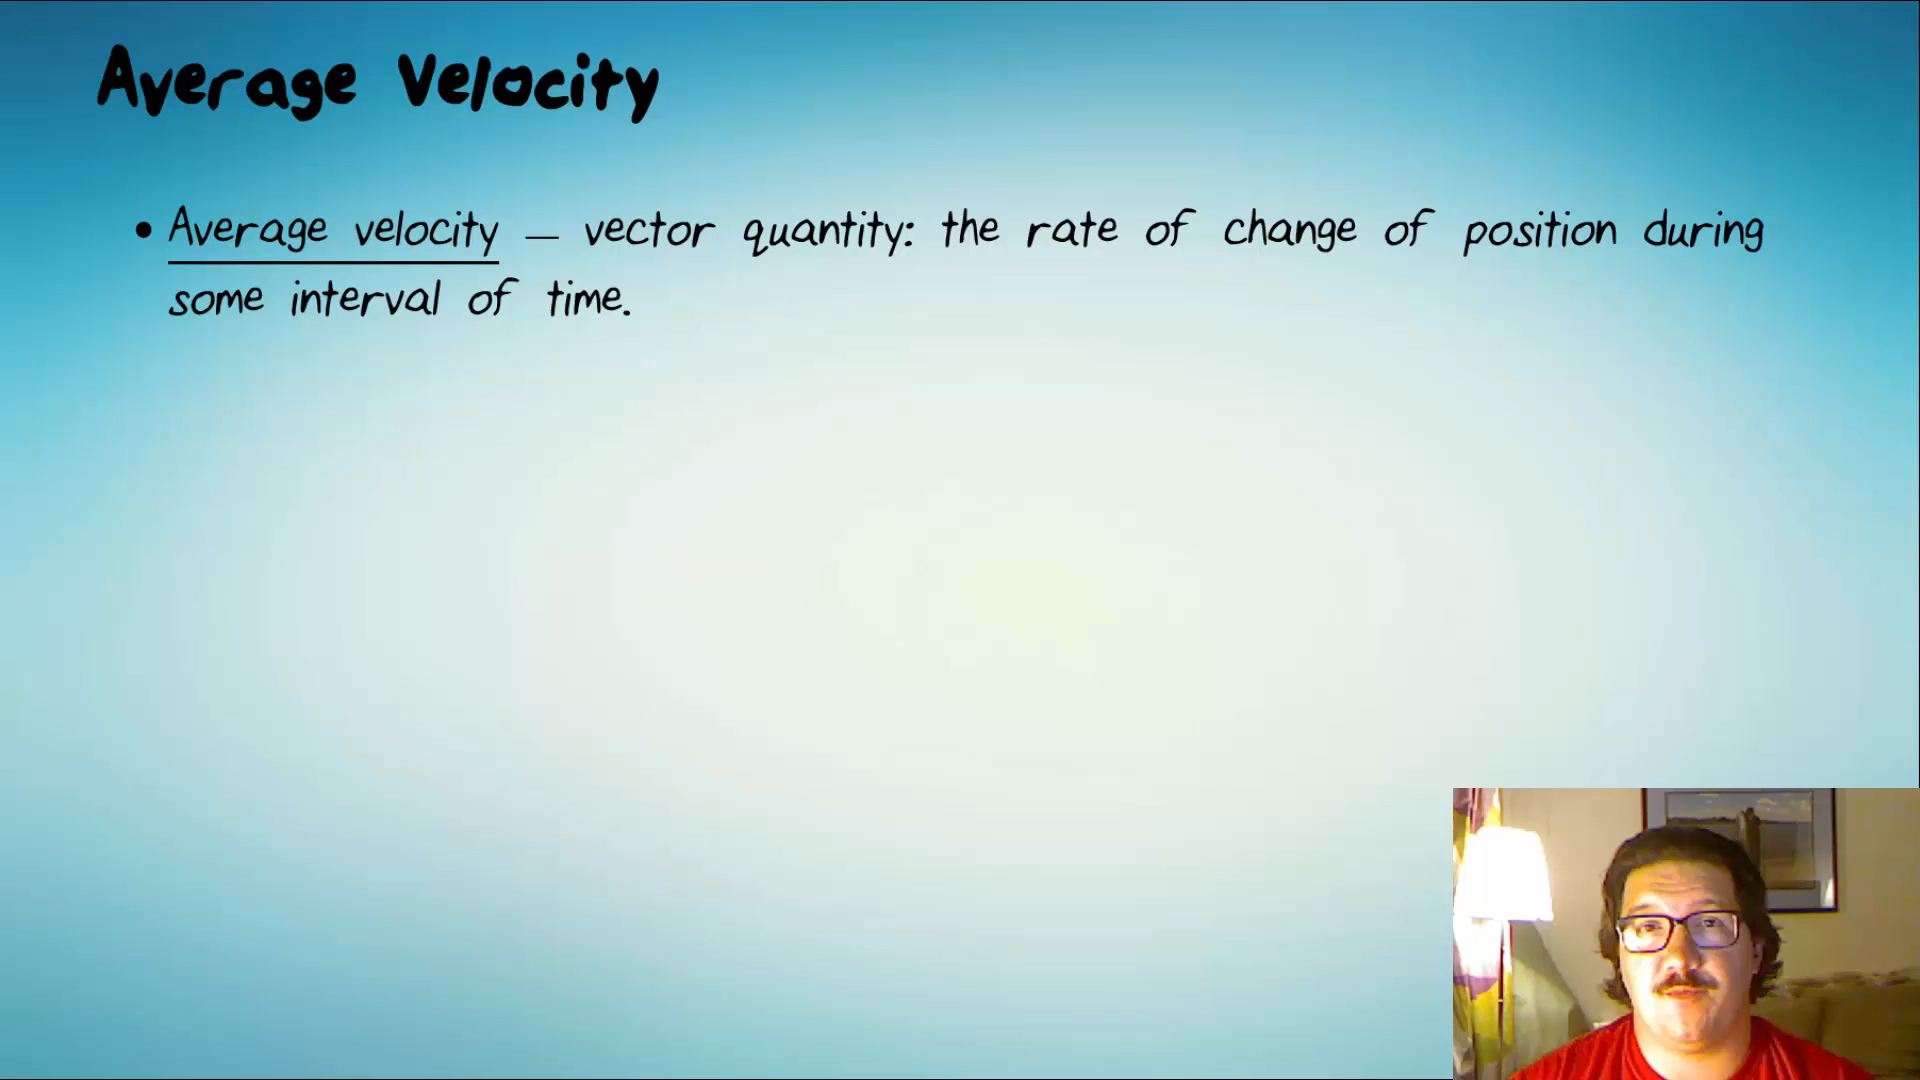 Average Velocity
• Average velocity — vector quantity: the rate of change of position during
some interval of time.